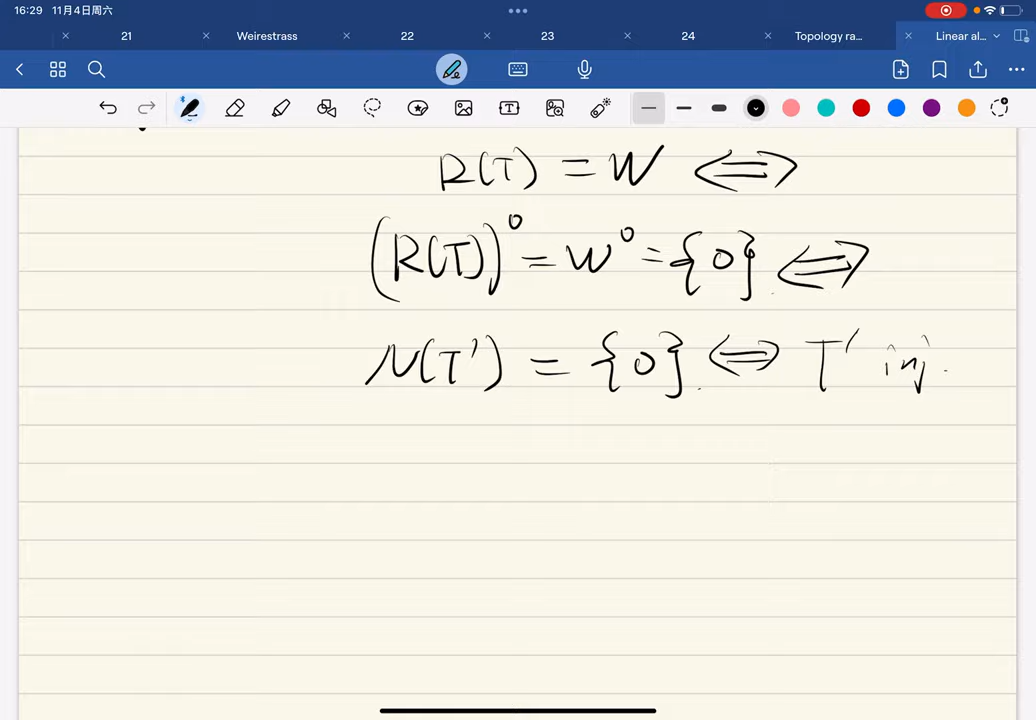 16:29 11月4日周六
21 Weirestrass 22 23 24 Topology ra... Linear al...
R(T) = W ⟺
(R(T))⁰ = W⁰ = {0} ⟺
N(T') = {0} ⟺ T' inj.